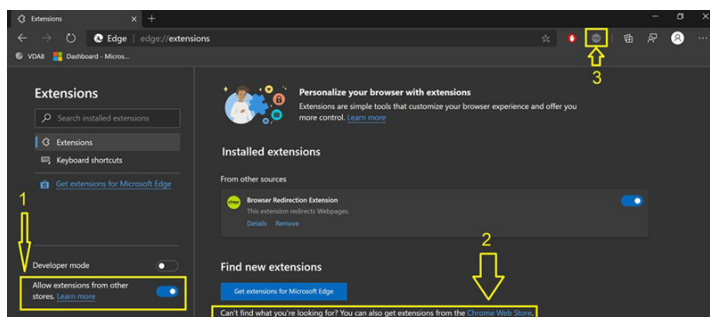 Extensions
Edge | edge://extensions
VDA8 Dashboard - Micros...
3
Extensions
Search installed extensions
Extensions
Keyboard shortcuts
Get extensions for Microsoft Edge
1
Developer mode
Allow extensions from other
stores. Learn more
Personalize your browser with extensions
Extensions are simple tools that customize your browser experience and offer you
more control. Learn more
Installed extensions
From other sources
citrix
Browser Redirection Extension
This extension redirects Webpages.
Details Remove
2
Find new extensions
Get extensions for Microsoft Edge
Can't find what you're looking for? You can also get extensions from the Chrome Web Store.